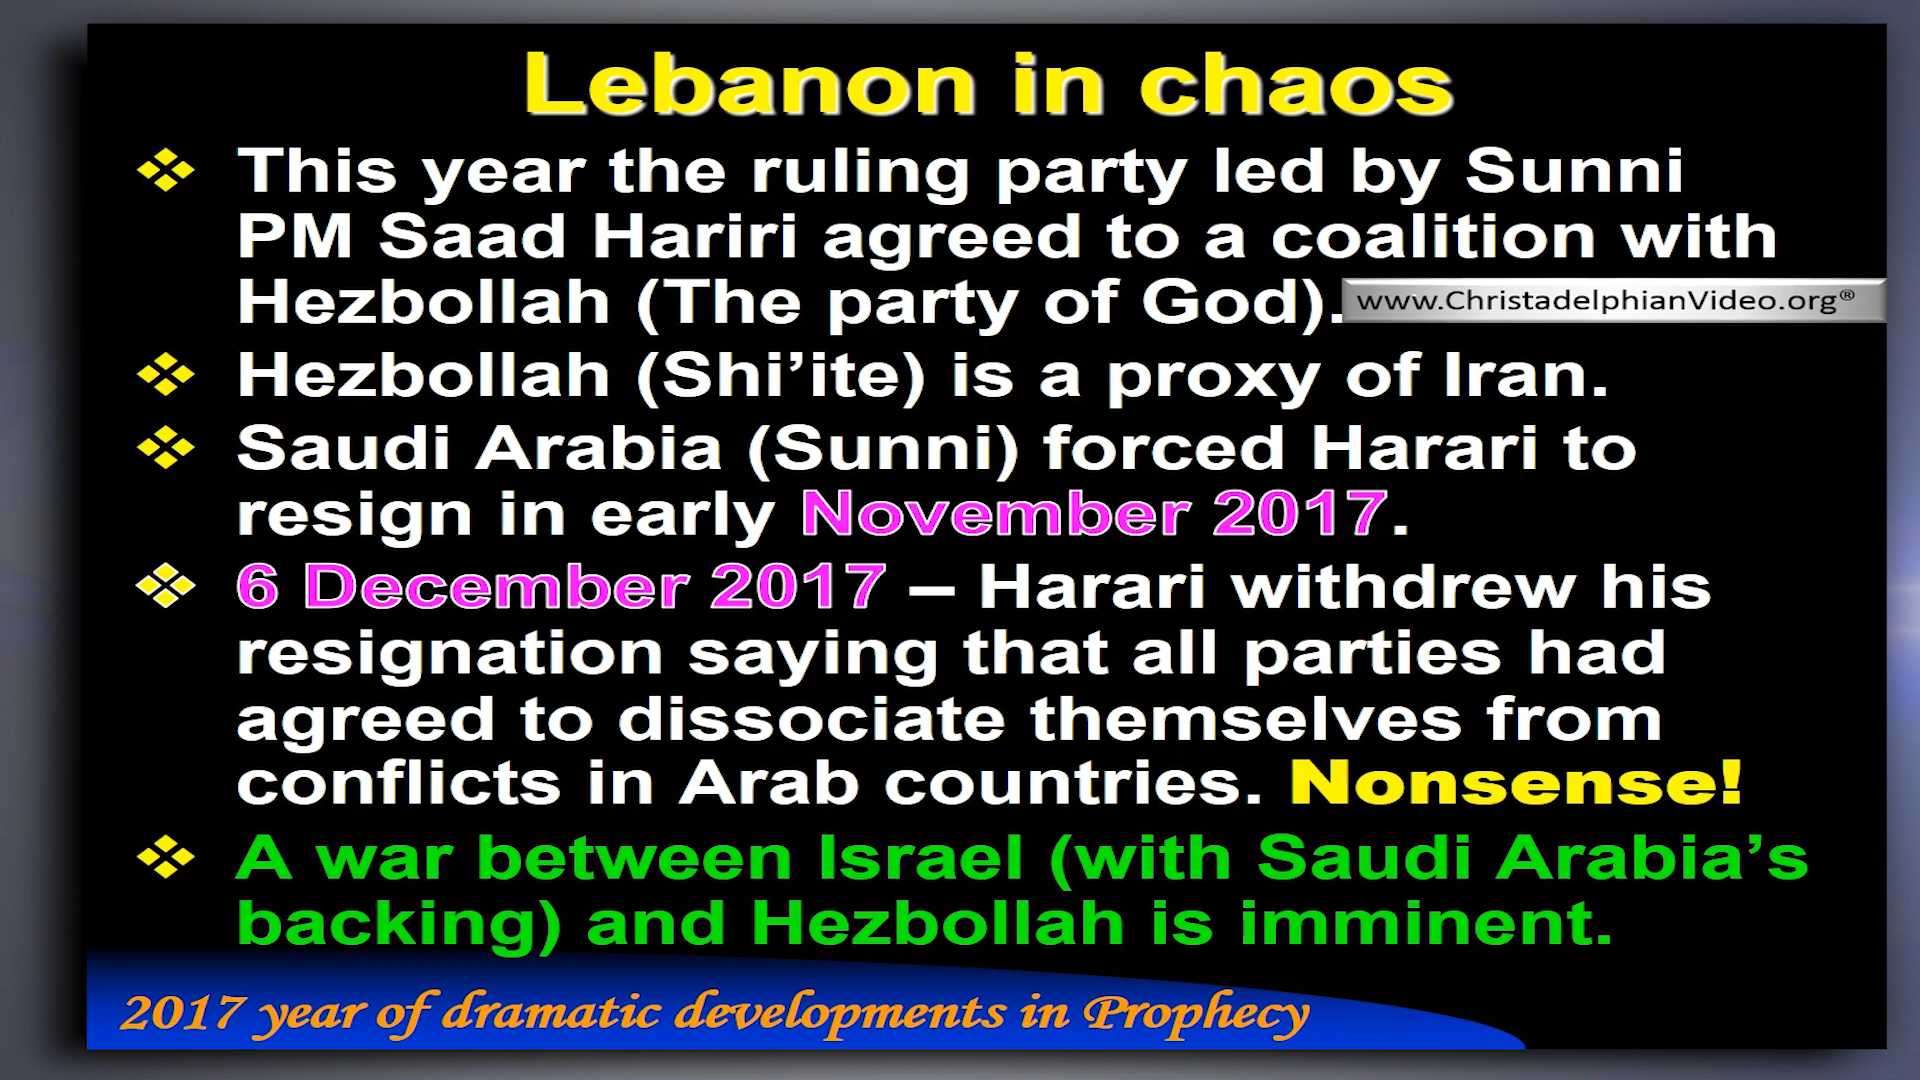 Lebanon in chaos
This year the ruling party led by Sunni
PM Saad Hariri agreed to a coalition with
Hezbollah (The party of God).
www.ChristadelphianVideo.org®
Hezbollah (Shi’ite) is a proxy of Iran.
Saudi Arabia (Sunni) forced Harari to
resign in early November 2017.
6 December 2017 – Harari withdrew his
resignation saying that all parties had
agreed to dissociate themselves from
conflicts in Arab countries. Nonsense!
A war between Israel (with Saudi Arabia’s
backing) and Hezbollah is imminent.
2017 year of dramatic developments in Prophecy